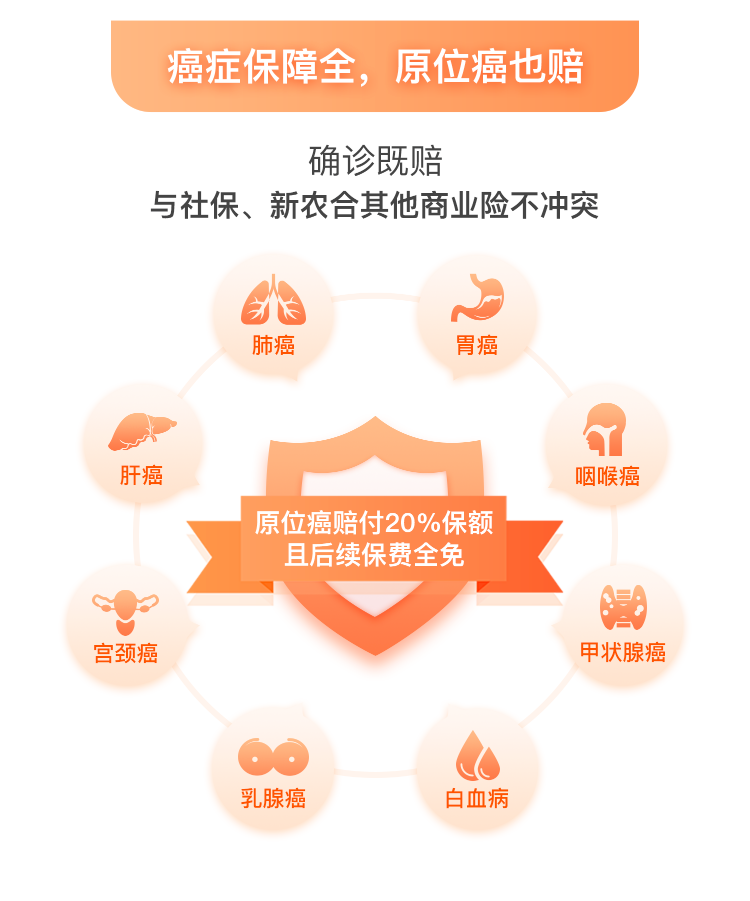 癌症保障全，原位癌也赔
确诊既赔
与社保、新农合其他商业险不冲突
肺癌
胃癌
肝癌
咽喉癌
原位癌赔付20%保额
且后续保费全免
宫颈癌
甲状腺癌
乳腺癌
白血病